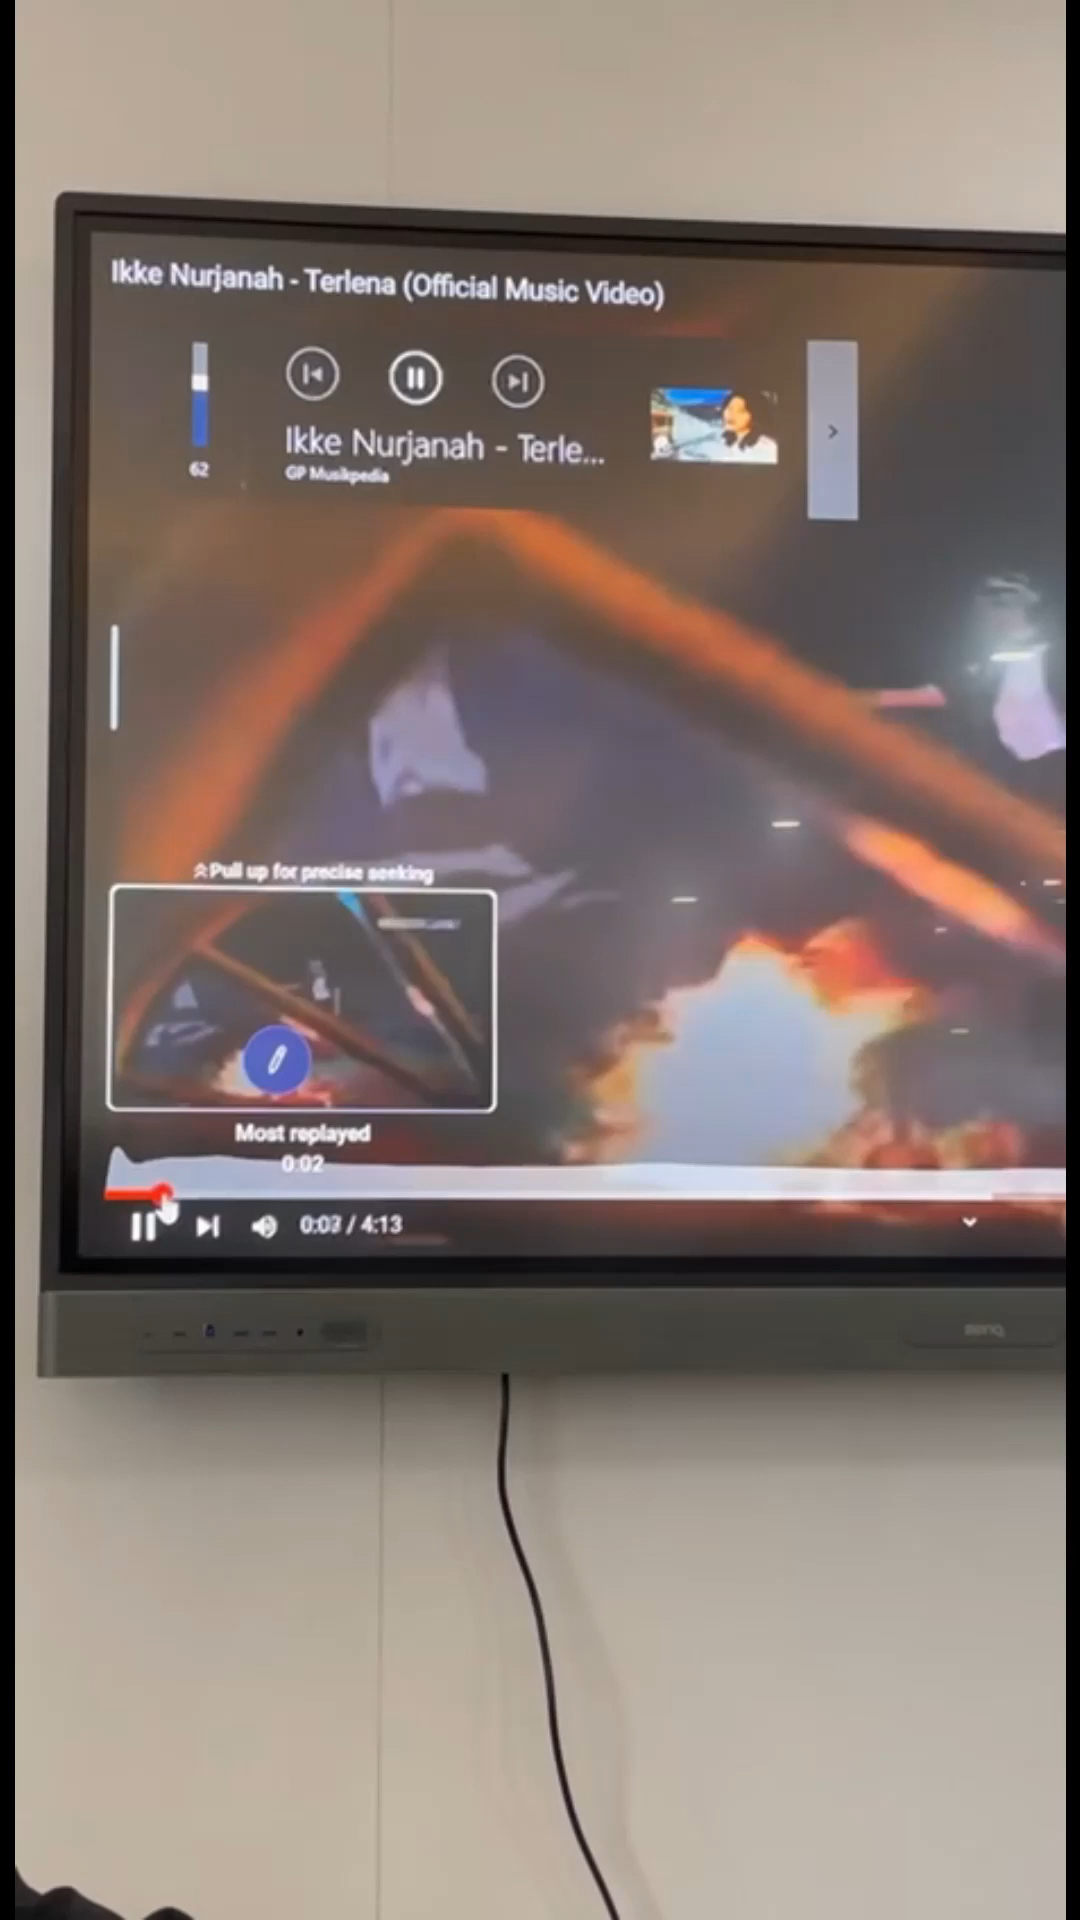 Ikke Nurjanah - Terlena (Official Music Video)
62
Ikke Nurjanah - Terle...
GP Musikpedia
Pull up for precise seeking
Most replayed
0:02
0:03 / 4:13
BenQ